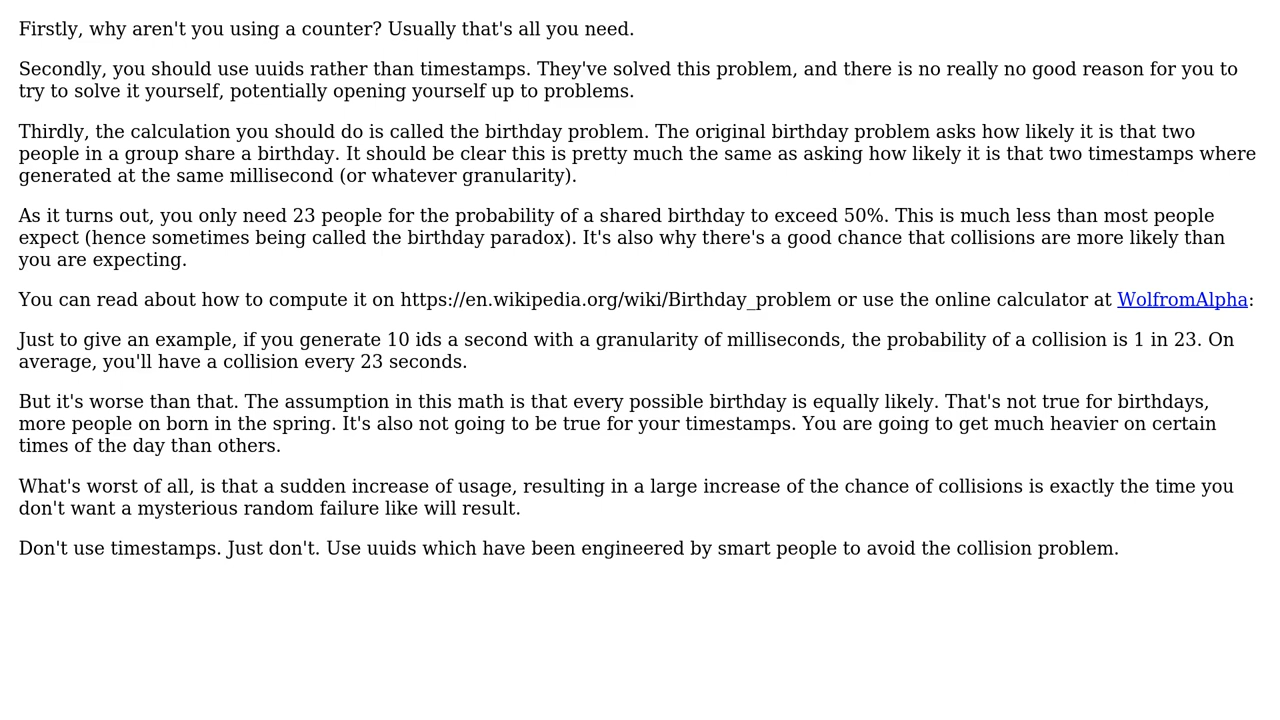 Firstly, why aren't you using a counter? Usually that's all you need.
Secondly, you should use uuids rather than timestamps. They've solved this problem, and there is no really no good reason for you to
try to solve it yourself, potentially opening yourself up to problems.
Thirdly, the calculation you should do is called the birthday problem. The original birthday problem asks how likely it is that two
people in a group share a birthday. It should be clear this is pretty much the same as asking how likely it is that two timestamps where
generated at the same millisecond (or whatever granularity).
As it turns out, you only need 23 people for the probability of a shared birthday to exceed 50%. This is much less than most people
expect (hence sometimes being called the birthday paradox). It's also why there's a good chance that collisions are more likely than
you are expecting.
You can read about how to compute it on https://en.wikipedia.org/wiki/Birthday_problem or use the online calculator at WolfromAlpha:
Just to give an example, if you generate 10 ids a second with a granularity of milliseconds, the probability of a collision is 1 in 23. On
average, you'll have a collision every 23 seconds.
But it's worse than that. The assumption in this math is that every possible birthday is equally likely. That's not true for birthdays,
more people on born in the spring. It's also not going to be true for your timestamps. You are going to get much heavier on certain
times of the day than others.
What's worst of all, is that a sudden increase of usage, resulting in a large increase of the chance of collisions is exactly the time you
don't want a mysterious random failure like will result.
Don't use timestamps. Just don't. Use uuids which have been engineered by smart people to avoid the collision problem.